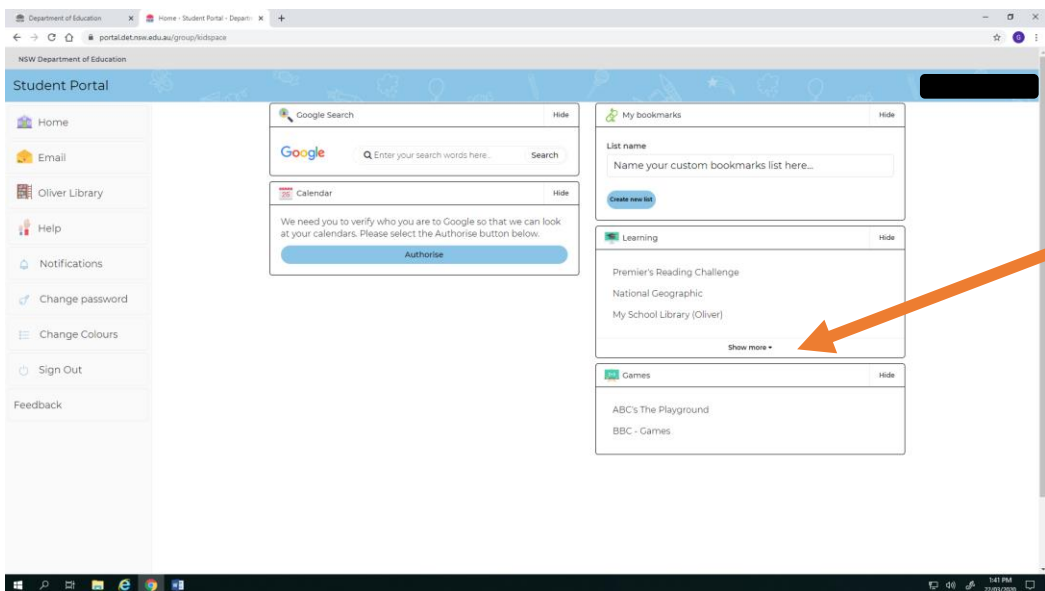 Department of Education
Home - Student Portal - Departm
portal.det.nsw.edu.au/group/kidspace
G
NSW Department of Education
Student Portal
Home
Email
Oliver Library
Help
Notifications
Change password
Change Colours
Sign Out
Feedback
Google Search
Hide
Google
Enter your search words here..
Search
Calendar
Hide
We need you to verify who you are to Google so that we can look
at your calendars. Please select the Authorise button below.
Authorise
My bookmarks
Hide
List name
Name your custom bookmarks list here...
Create new list
Learning
Hide
Premier's Reading Challenge
National Geographic
My School Library (Oliver)
Show more
Games
Hide
ABC's The Playground
BBC - Games
1:41 PM
22/03/2020